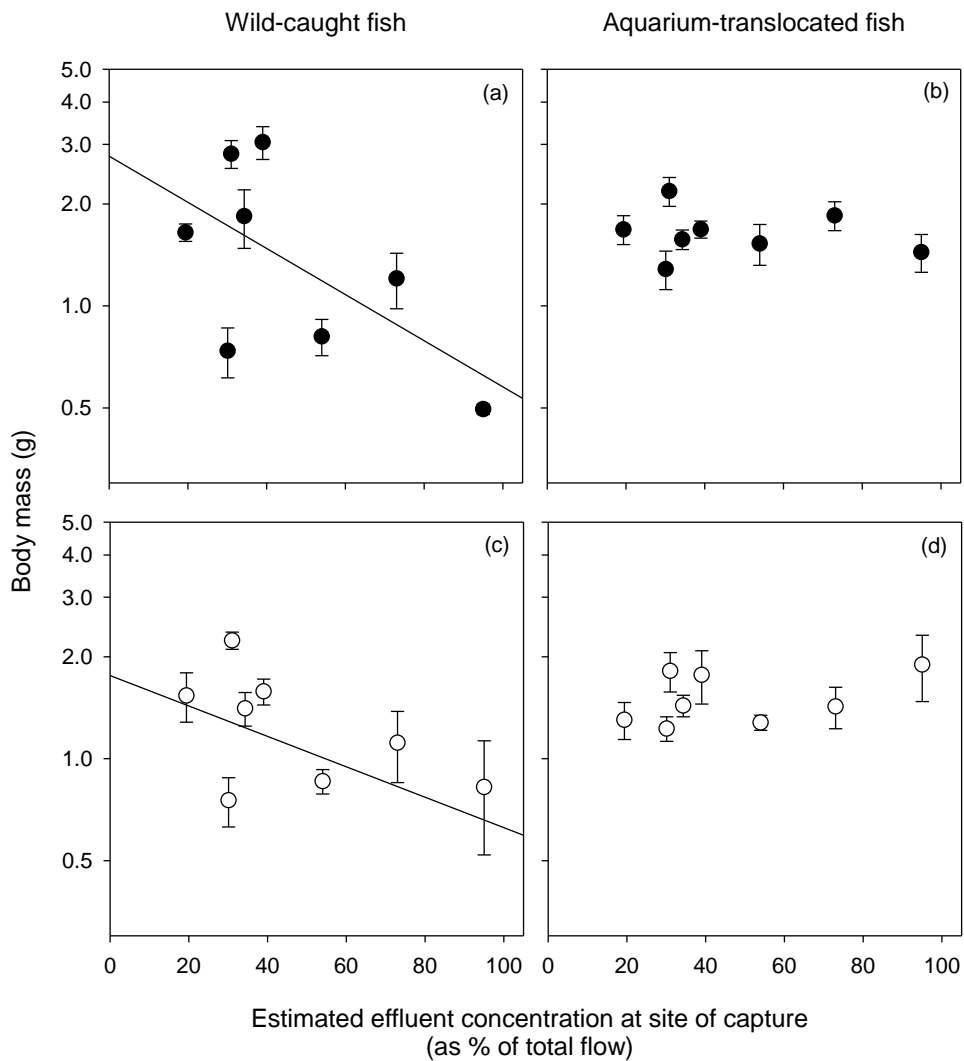 Wild-caught fish
Aquarium-translocated fish
5.0
4.0
3.0
2.0
1.0
0.5
(a)
(b)
Body mass (g)
5.0
4.0
3.0
2.0
1.0
0.5
(c)
(d)
0 20 40 60 80 100
0 20 40 60 80 100
Estimated effluent concentration at site of capture
(as % of total flow)